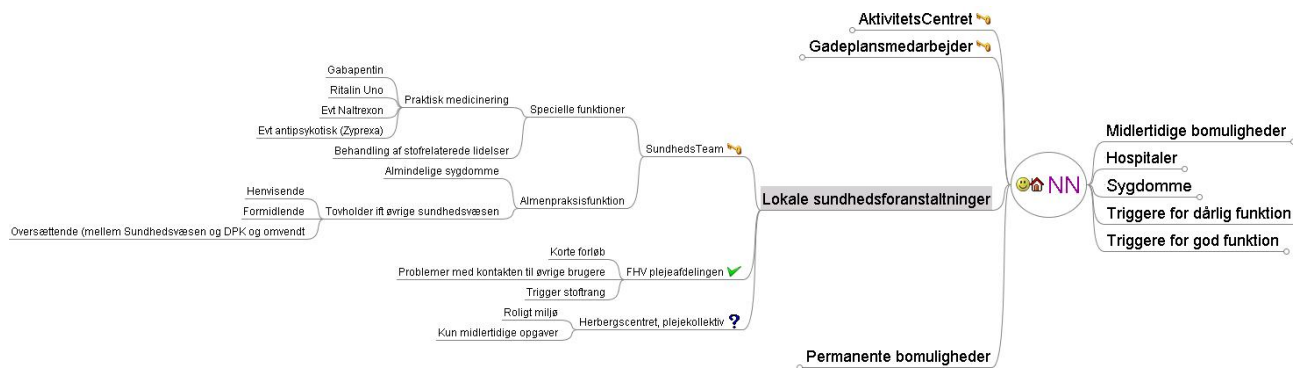 AktivitetsCentret
Gadeplansmedarbejder
Gabapentin
Ritalin Uno
Evt Naltrexon
Evt antipsykotisk (Zyprexa)
Praktisk medicinering
Behandling af stofrelaterede lidelser
Specielle funktioner
Almindelige sygdomme
Henvisende
Formidlende
Oversættende (mellem Sundhedsvæsen og DPK og omvendt
Tovholder ift øvrige sundhedsvæsen
Almenpraksisfunktion
SundhedsTeam
Korte forløb
Problemer med kontakten til øvrige brugere
Trigger stoftrang
FHV plejeafdelingen
Roligt miljø
Kun midlertidige opgaver
Herbergscentret, plejekollektiv
Lokale sundhedsforanstaltninger
Permanente bomuligheder
NN
Midlertidige bomuligheder
Hospitaler
Sygdomme
Triggere for dårlig funktion
Triggere for god funktion